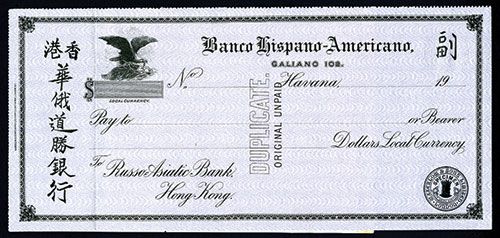 香港
華俄道勝銀行
Banco Hispano-Americano,
副
GALIANO 102.
No
Havana,
19
$
LOCAL CURRENCY.
DUPLICATE.
ORIGINAL UNPAID
Pay to
or Bearer
Dollars, Local Currency.
To Russo Asiatic Bank,
Hong Kong.